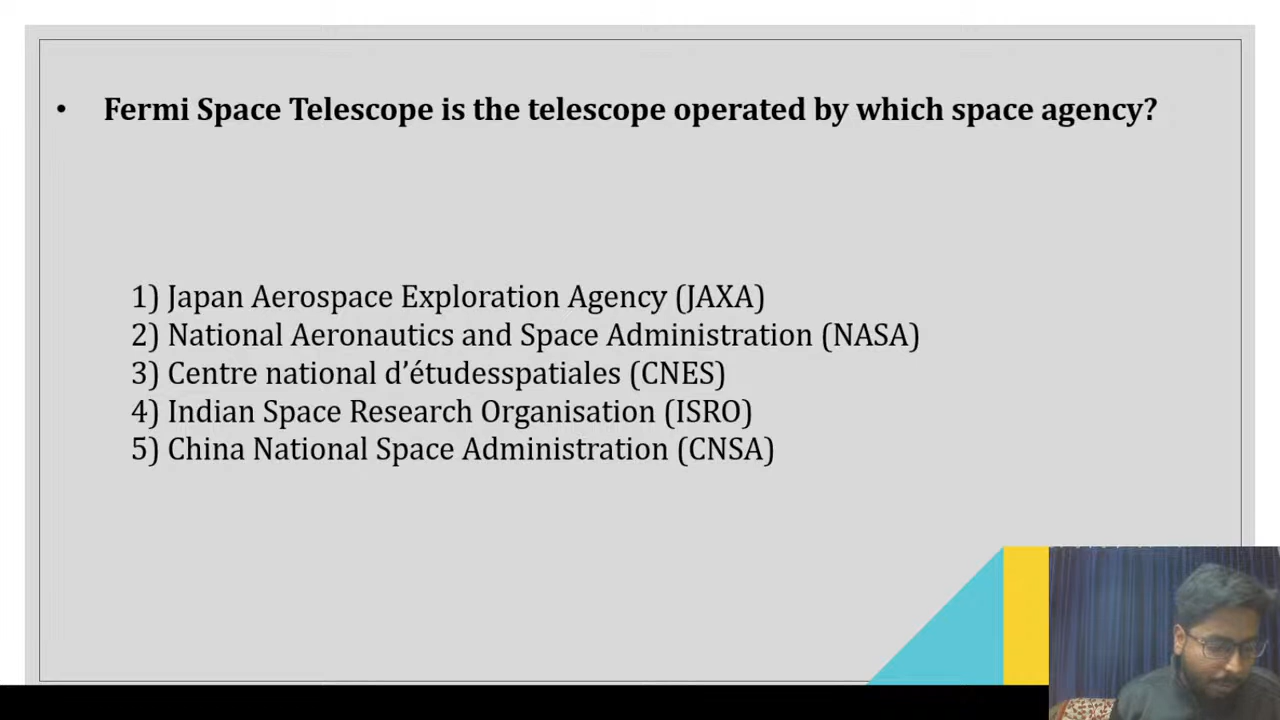 • Fermi Space Telescope is the telescope operated by which space agency?
1) Japan Aerospace Exploration Agency (JAXA)
2) National Aeronautics and Space Administration (NASA)
3) Centre national d’étudesspatiales (CNES)
4) Indian Space Research Organisation (ISRO)
5) China National Space Administration (CNSA)